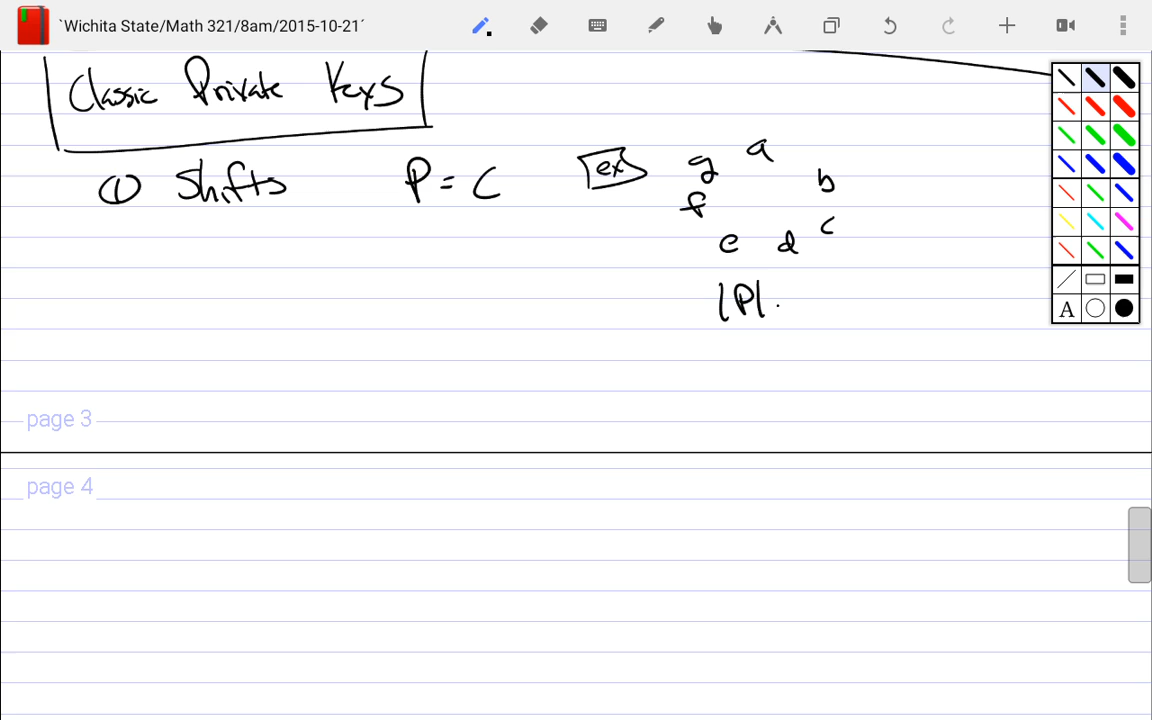 `Wichita State/Math 321/8am/2015-10-21´
Classic Private Keys
① Shifts P = C ex g a b
f c
e d
|P| .
page 3
page 4
A